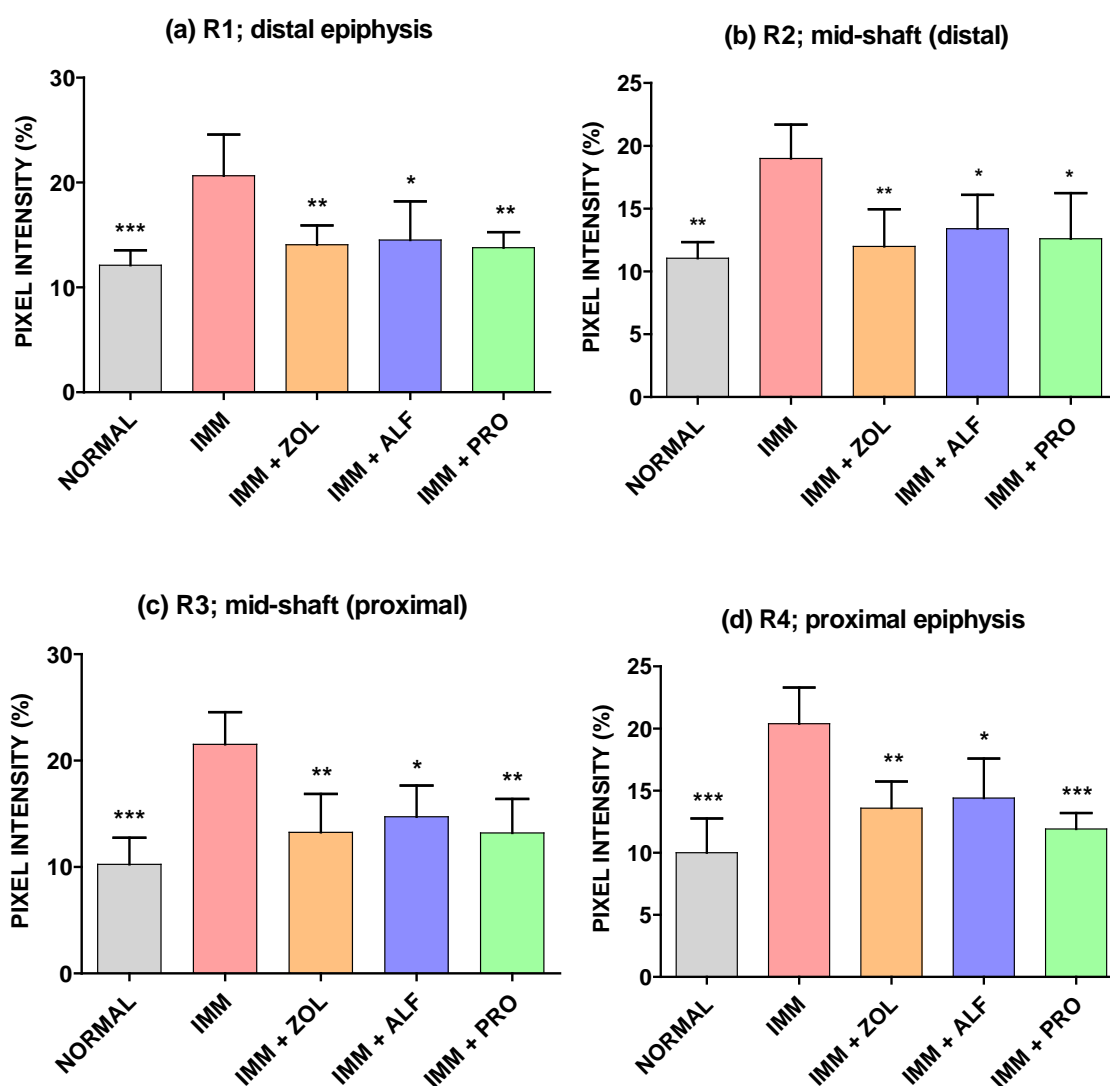 (a) R1; distal epiphysis
PIXEL INTENSITY (%)
30
20
10
0
***
**
*
**
NORMAL
IMM
IMM + ZOL
IMM + ALF
IMM + PRO
(b) R2; mid-shaft (distal)
PIXEL INTENSITY (%)
25
20
15
10
5
0
**
**
*
*
NORMAL
IMM
IMM + ZOL
IMM + ALF
IMM + PRO
(c) R3; mid-shaft (proximal)
PIXEL INTENSITY (%)
30
20
10
0
***
**
*
**
NORMAL
IMM
IMM + ZOL
IMM + ALF
IMM + PRO
(d) R4; proximal epiphysis
PIXEL INTENSITY (%)
25
20
15
10
5
0
***
**
*
***
NORMAL
IMM
IMM + ZOL
IMM + ALF
IMM + PRO